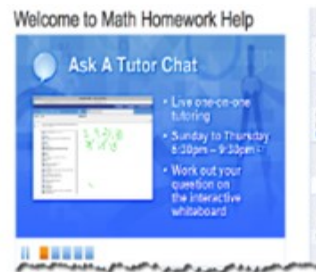 Welcome to Math Homework Help
Ask A Tutor Chat
• Live one-on-one
tutoring
• Sunday to Thursday
5:30pm – 9:30pm
• Work out your
question on
the interactive
whiteboard